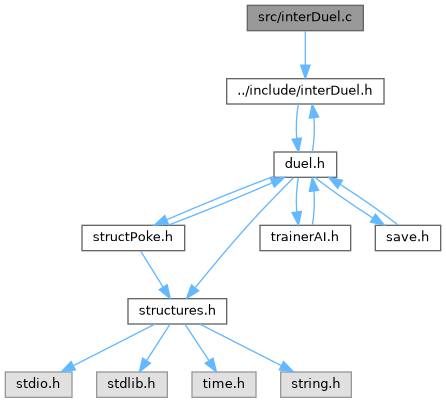 src/interDuel.c
../include/interDuel.h
duel.h
structPoke.h
trainerAI.h
save.h
structures.h
stdio.h
stdlib.h
time.h
string.h